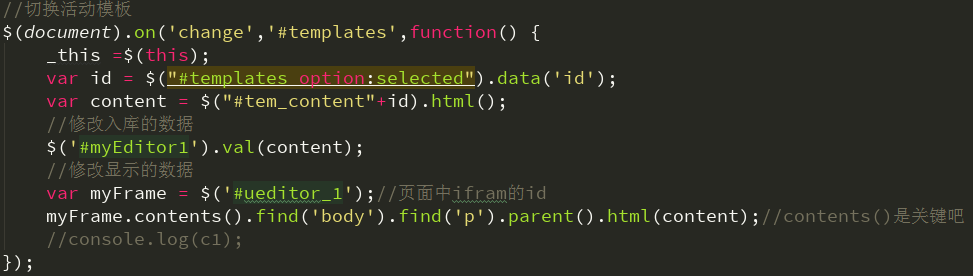 //切换活动模板
$(document).on('change','#templates',function() {
    _this =$(this);
    var id = $("#templates option:selected").data('id');
    var content = $("#tem_content"+id).html();
    //修改入库的数据
    $('#myEditor1').val(content);
    //修改显示的数据
    var myFrame = $('#ueditor_1');//页面中ifram的id
    myFrame.contents().find('body').find('p').parent().html(content);//contents()是关键吧
    //console.log(c1);
});